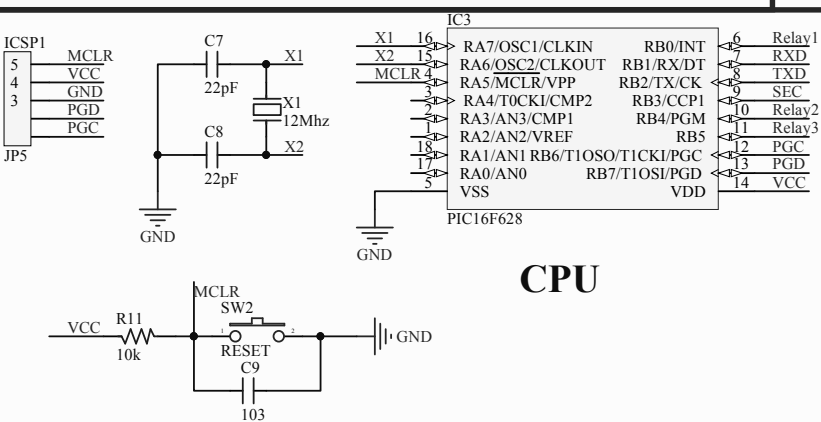 ICSP1
5 MCLR
4 VCC
3 GND
PGD
PGC
JP5
C7
22pF
X1
X1
12Mhz
C8
22pF
X2
GND
IC3
X1 16 RA7/OSC1/CLKIN RB0/INT 6 Relay1
X2 15 RA6/OSC2/CLKOUT RB1/RX/DT 7 RXD
MCLR 4 RA5/MCLR/VPP RB2/TX/CK 8 TXD
3 RA4/T0CKI/CMP2 RB3/CCP1 9 SEC
2 RA3/AN3/CMP1 RB4/PGM 10 Relay2
1 RA2/AN2/VREF RB5 11 Relay3
18 RA1/AN1 RB6/T1OSO/T1CKI/PGC 12 PGC
17 RA0/AN0 RB7/T1OSI/PGD 13 PGD
5 VSS VDD 14 VCC
PIC16F628
GND
CPU
MCLR
SW2
VCC R11 1 2 GND
10k
RESET
C9
103